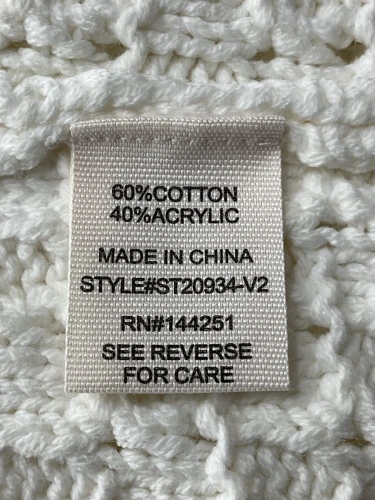 60%COTTON
40%ACRYLIC
MADE IN CHINA
STYLE#ST20934-V2
RN#144251
SEE REVERSE
FOR CARE